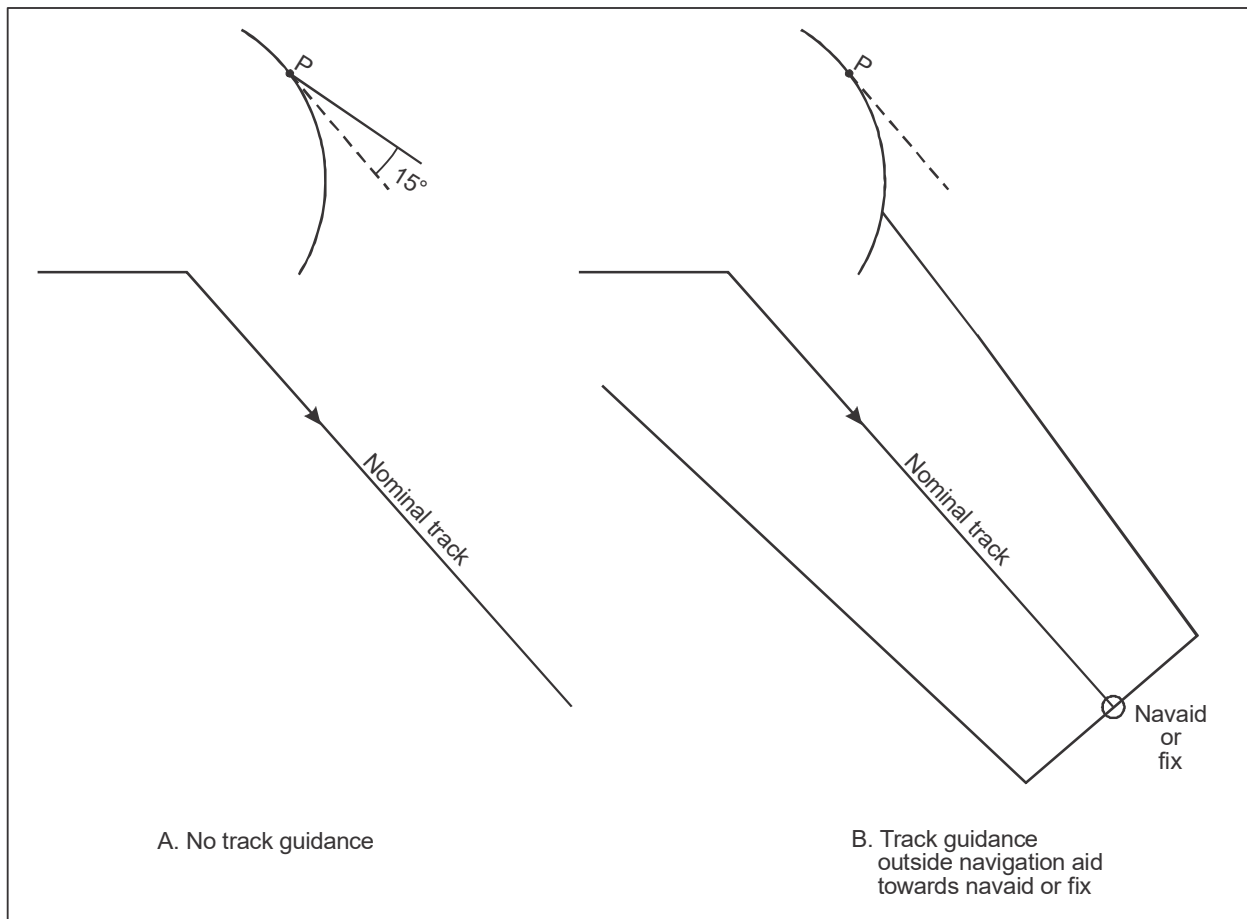 P
15°
Nominal track
A. No track guidance
P
Nominal track
Navaid
or
fix
B. Track guidance
outside navigation aid
towards navaid or fix